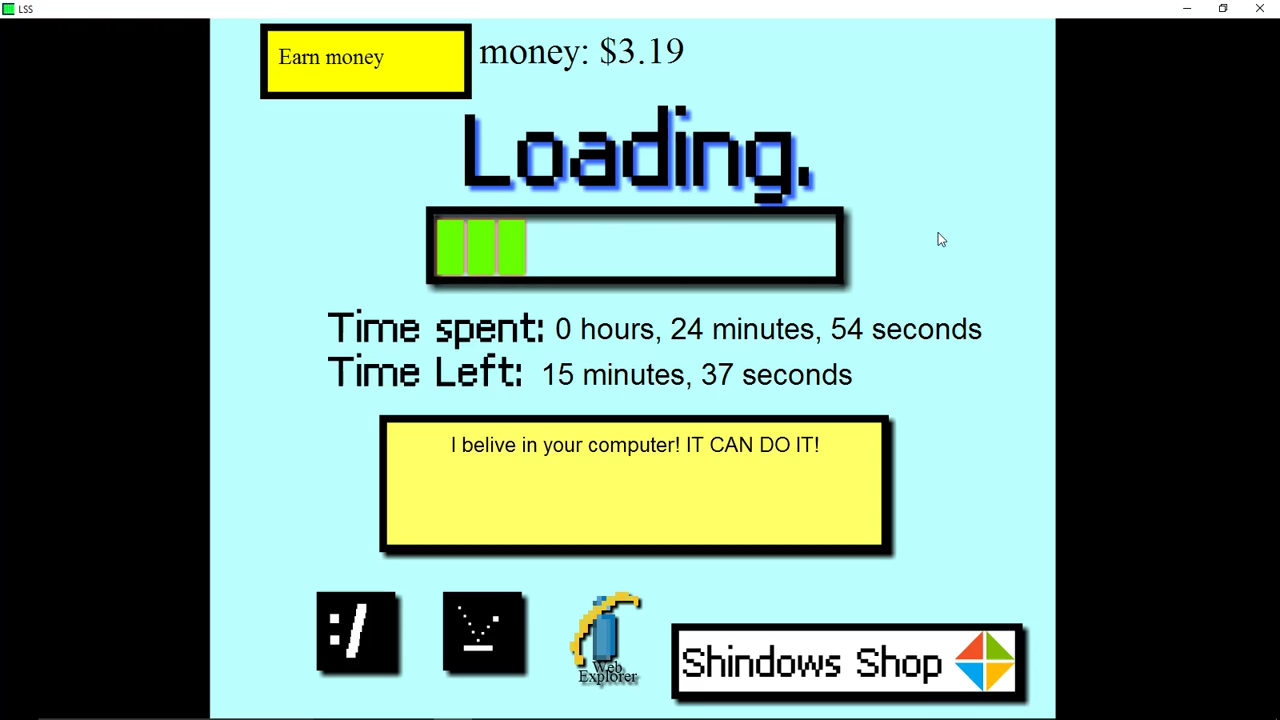 LSS
Earn money
money: $3.19
Loading.
Time spent: 0 hours, 24 minutes, 54 seconds
Time Left: 15 minutes, 37 seconds
I belive in your computer! IT CAN DO IT!
:/
Web
Explorer
Shindows Shop